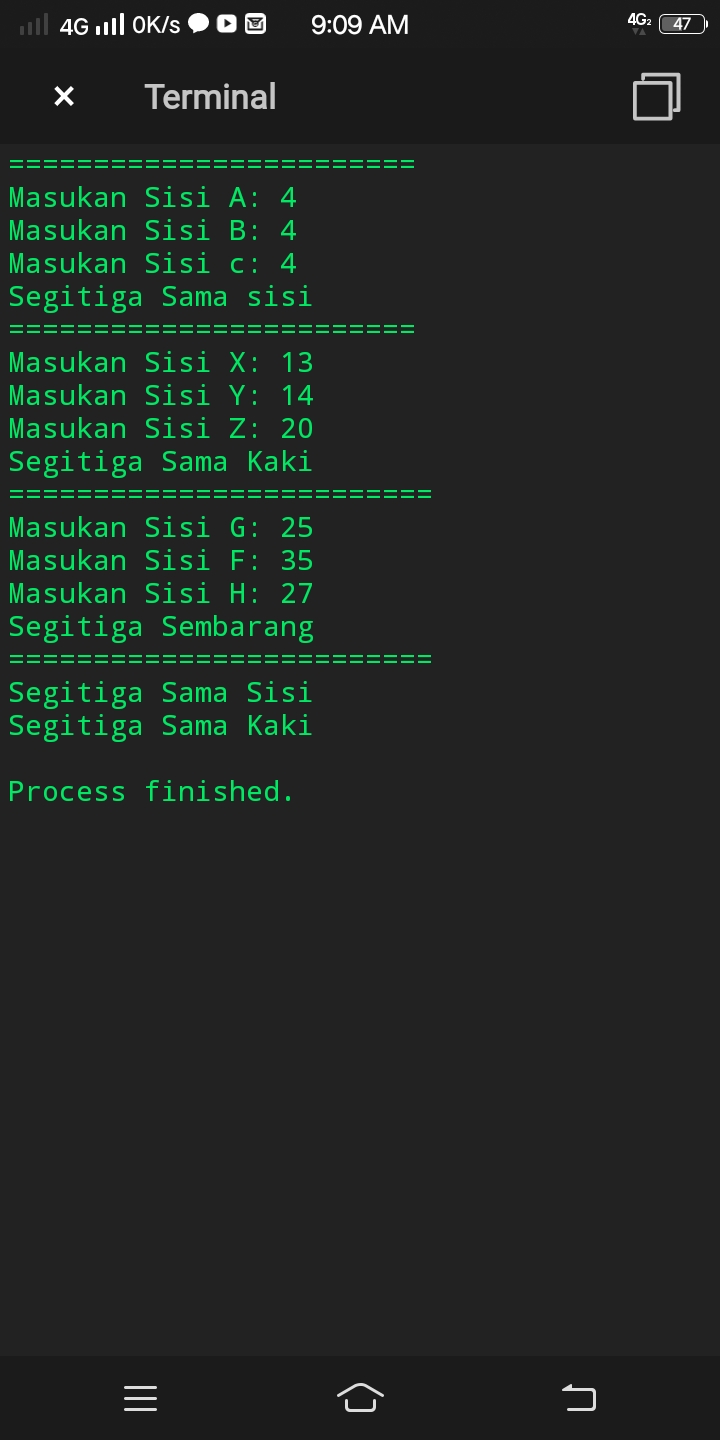 4G 0K/s 9:09 AM 4G2 47
× Terminal
========================
Masukan Sisi A: 4
Masukan Sisi B: 4
Masukan Sisi c: 4
Segitiga Sama sisi
========================
Masukan Sisi X: 13
Masukan Sisi Y: 14
Masukan Sisi Z: 20
Segitiga Sama Kaki
=========================
Masukan Sisi G: 25
Masukan Sisi F: 35
Masukan Sisi H: 27
Segitiga Sembarang
=========================
Segitiga Sama Sisi
Segitiga Sama Kaki
Process finished.